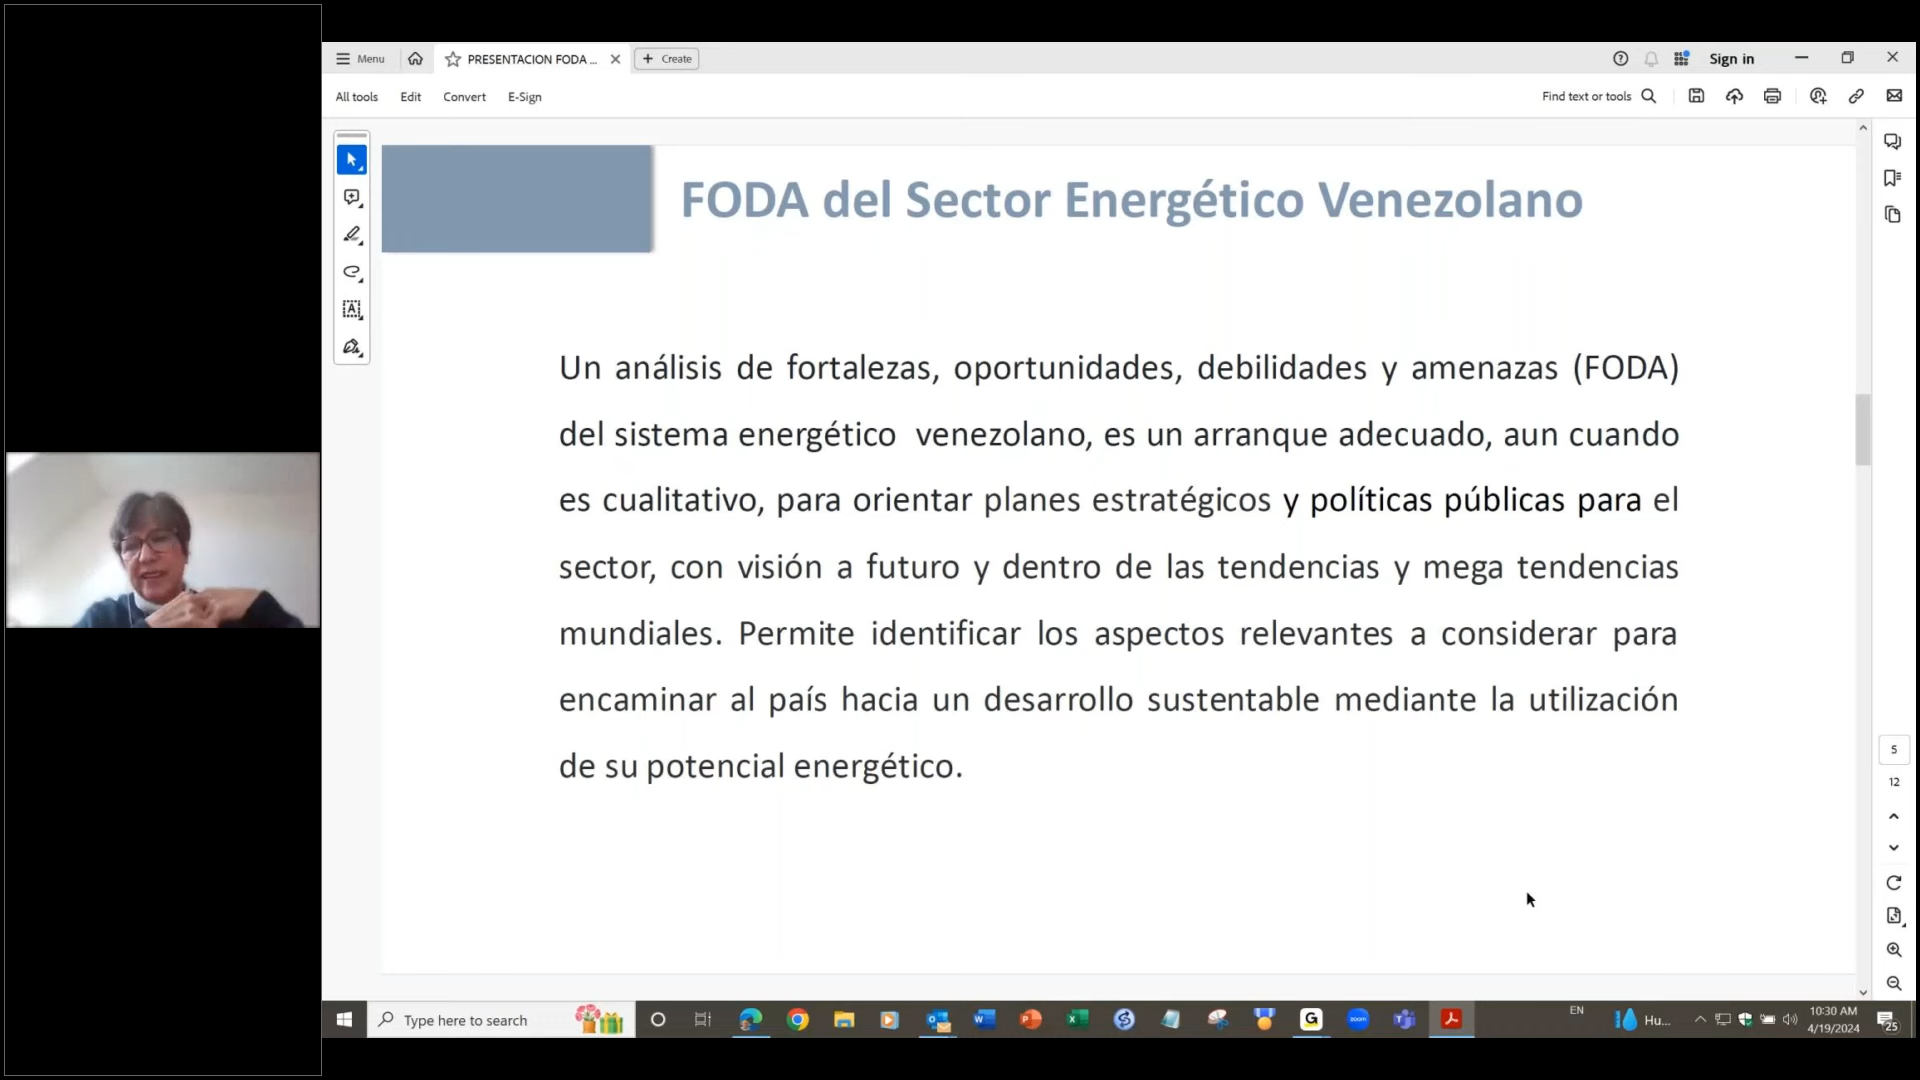 Menu
PRESENTACION FODA ...
Create
Sign in
All tools
Edit
Convert
E-Sign
Find text or tools
FODA del Sector Energético Venezolano
Un análisis de fortalezas, oportunidades, debilidades y amenazas (FODA)
del sistema energético venezolano, es un arranque adecuado, aun cuando
es cualitativo, para orientar planes estratégicos y políticas públicas para el
sector, con visión a futuro y dentro de las tendencias y mega tendencias
mundiales. Permite identificar los aspectos relevantes a considerar para
encaminar al país hacia un desarrollo sustentable mediante la utilización
de su potencial energético.
5
12
Type here to search
zoom
EN
Hu...
10:30 AM
4/19/2024
25